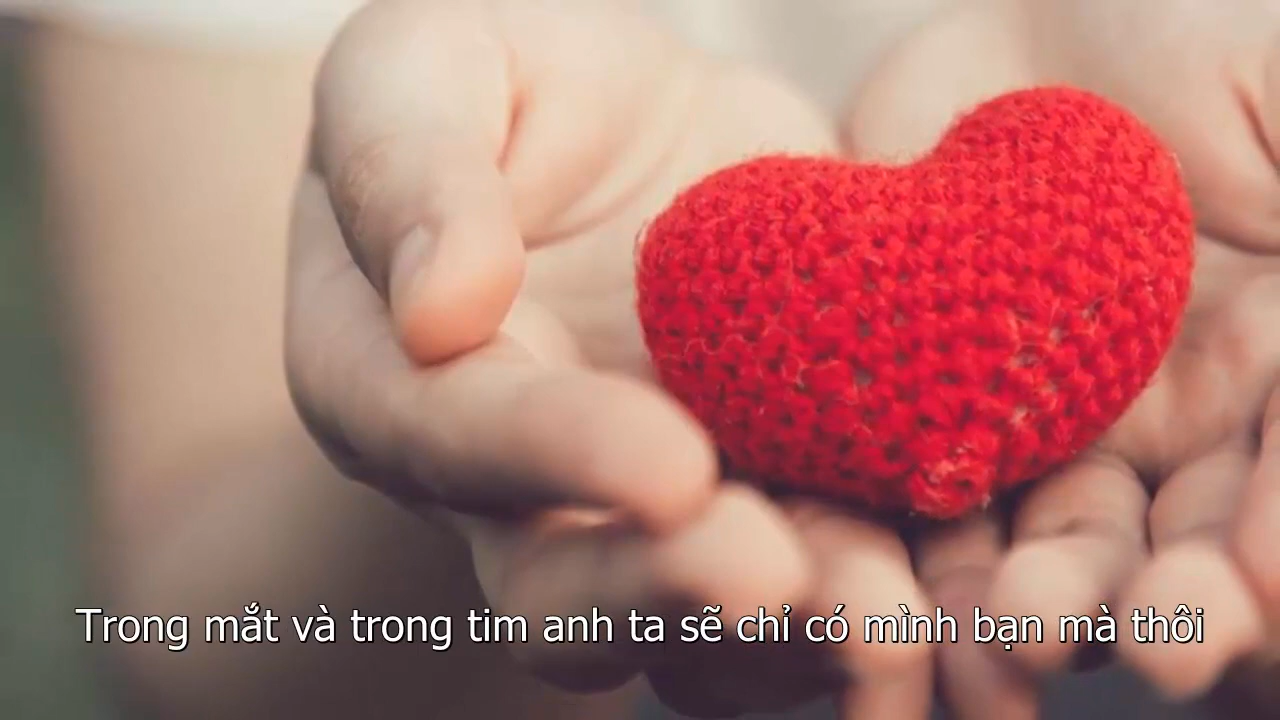 Trong mắt và trong tim anh ta sẽ chỉ có mình bạn mà thôi